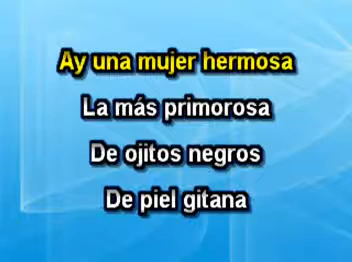 Ay una mujer hermosa
La más primorosa
De ojitos negros
De piel gitana